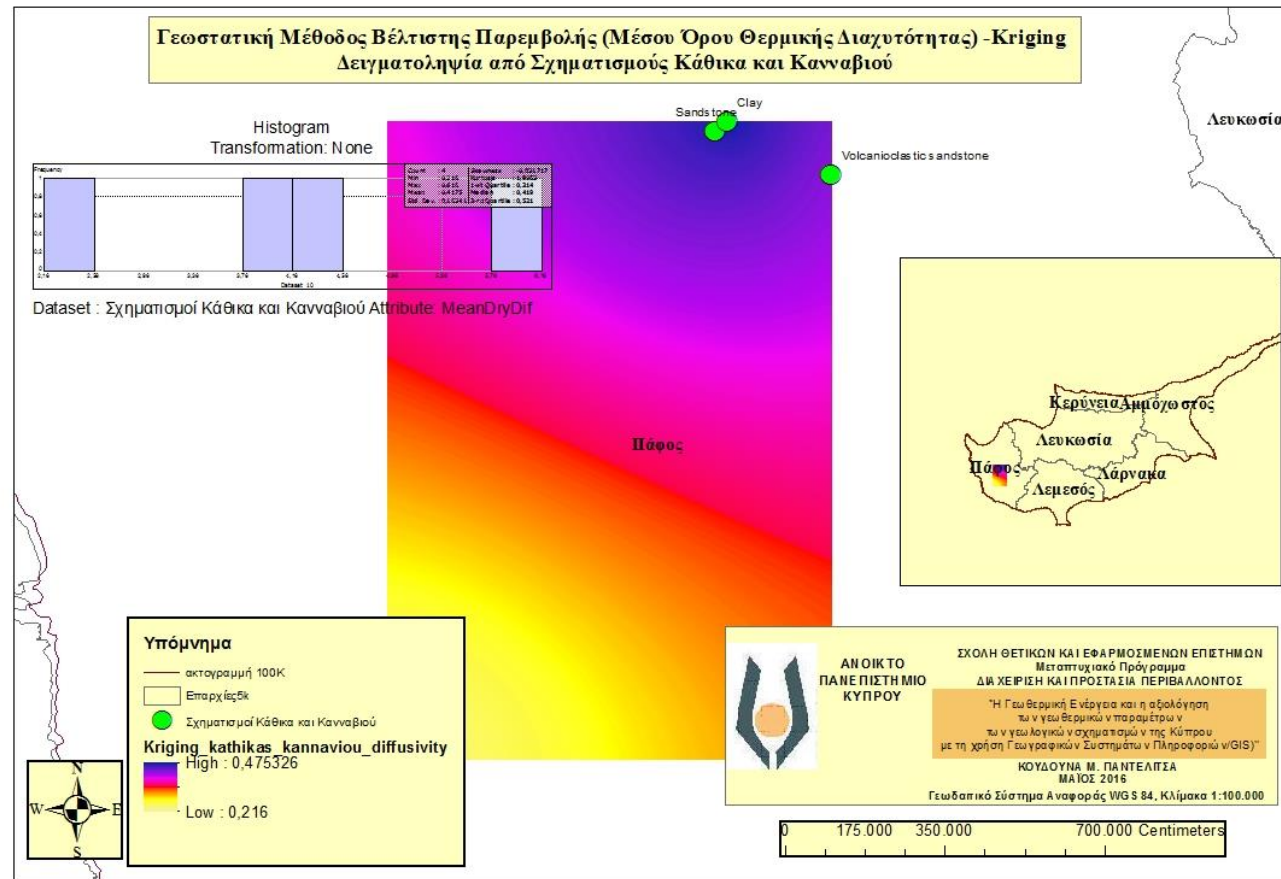 Γεωστατική Μέθοδος Βέλτιστης Παρεμβολής (Μέσου Όρου Θερμικής Διαχυτότητας) -Kriging
Δειγματοληψία από Σχηματισμούς Κάθικα και Κανναβιού
Clay
Sandstone
Λευκωσία
Histogram
Transformation: None
Volcanioclastic sandstone
Frequency
Dataset : Σχηματισμοί Κάθικα και Κανναβιού Attribute: MeanDryDif
Πάφος
Κερύνεια Αμμόχωστος
Λευκωσία
Πάφος
Λάρνακα
Λεμεσός
Υπόμνημα
ακτογραμμή 100K
Επαρχίες5k
Σχηματισμοί Κάθικα και Κανναβιού
Kriging_kathikas_kannaviou_diffusivity
High : 0,475326
Low : 0,216
N
W E
S
ΑΝΟΙΚΤΟ
ΠΑΝΕΠΙΣΤΗΜΙΟ
ΚΥΠΡΟΥ
ΣΧΟΛΗ ΘΕΤΙΚΩΝ ΚΑΙ ΕΦΑΡΜΟΣΜΕΝΩΝ ΕΠΙΣΤΗΜΩΝ
Μεταπτυχιακό Πρόγραμμα
ΔΙΑΧΕΙΡΙΣΗ ΚΑΙ ΠΡΟΣΤΑΣΙΑ ΠΕΡΙΒΑΛΛΟΝΤΟΣ
"Η Γεωθερμική Ενέργεια και η αξιολόγηση
των γεωθερμικών παραμέτρων
των γεωλογικών σχηματισμών της Κύπρου
με τη χρήση Γεωγραφικών Συστημάτων Πληροφοριών/GIS)"
ΚΟΥΔΟΥΝΑ Μ. ΠΑΝΤΕΛΙΤΣΑ
ΜΑΪΟΣ 2016
Γεωδαιτικό Σύστημα Αναφοράς WGS 84, Κλίμακα 1:100.000
0 175.000 350.000 700.000 Centimeters